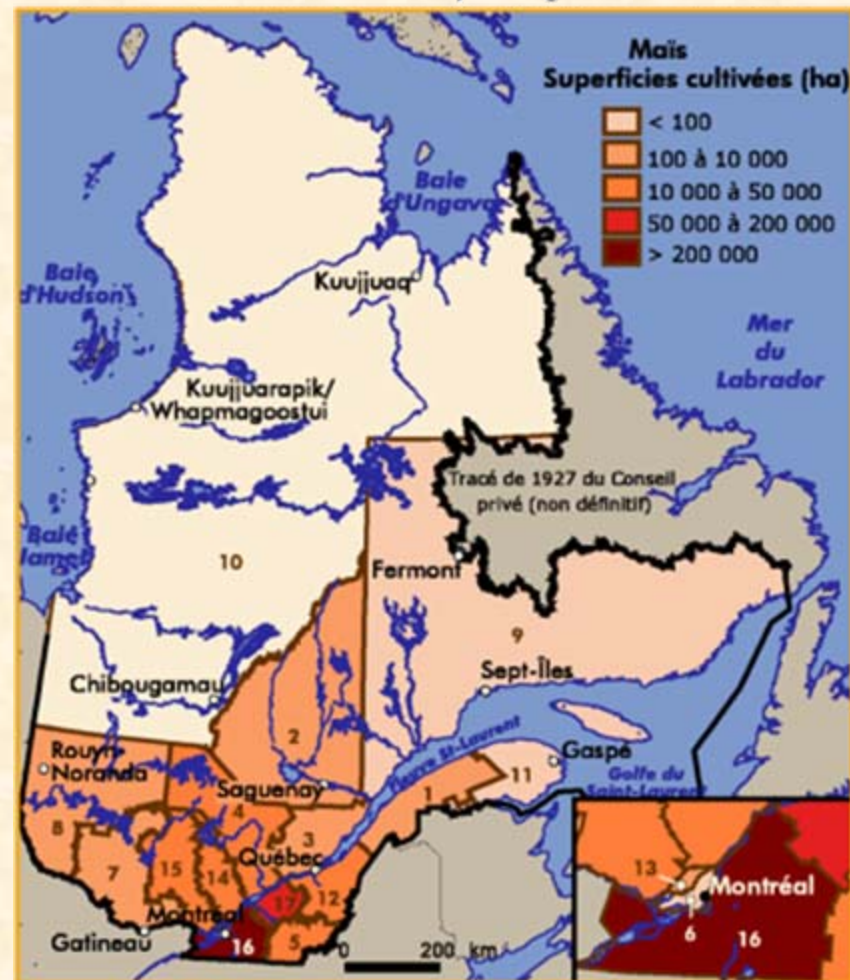 Maïs
Superficies cultivées (ha)
< 100
100 à 10 000
10 000 à 50 000
50 000 à 200 000
> 200 000
Baie
d'Ungava
Kuujjuaq
Baie
d'Hudson
Mer
du
Labrador
Kuujjuarapik/
Whapmagoostui
Tracé de 1927 du Conseil
privé (non définitif)
Baie
Jame
10
Fermont
9
Sept-Îles
Chibougamau
2
Rouyn-
Noranda
Fleuve St-Laurent
Gaspé
11
Golfe du
Saint-Laurent
Saguenay
1
4
8
3
Québec
7
15
14
13
17
12
Montréal
Montréal
6
16
Gatineau
16
5
0
200 km